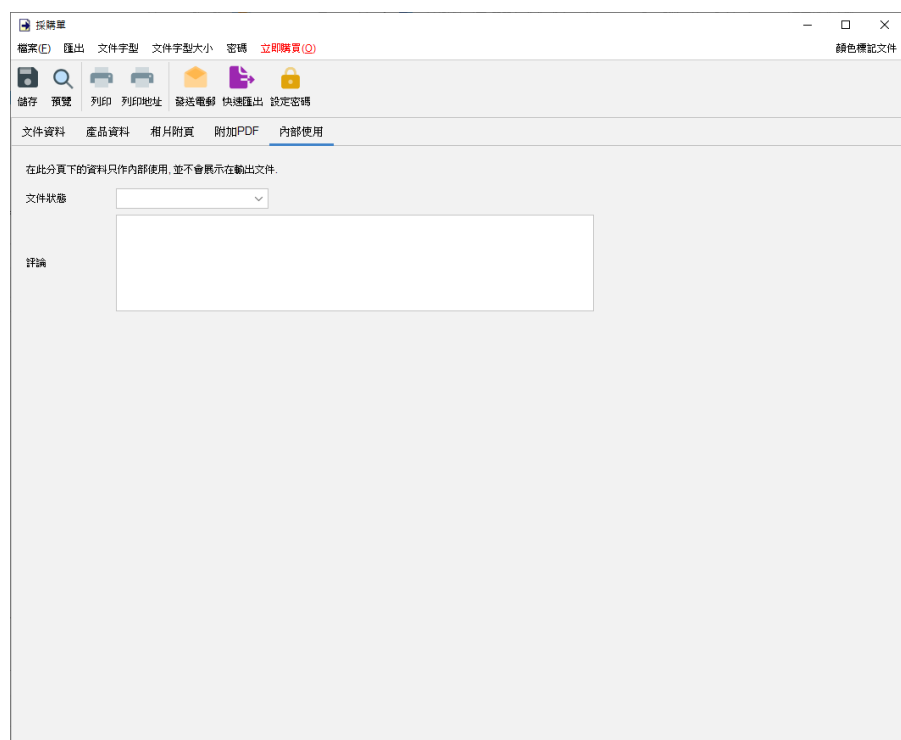 採購單
檔案(F) 匯出 文件字型 文件字型大小 密碼 立即購買(O) 顏色標記文件
儲存 預覽 列印 列印地址 發送電郵 快速匯出 設定密碼
文件資料 產品資料 相片附頁 附加PDF 內部使用
在此分頁下的資料只作內部使用, 並不會展示在輸出文件.
文件狀態
評論